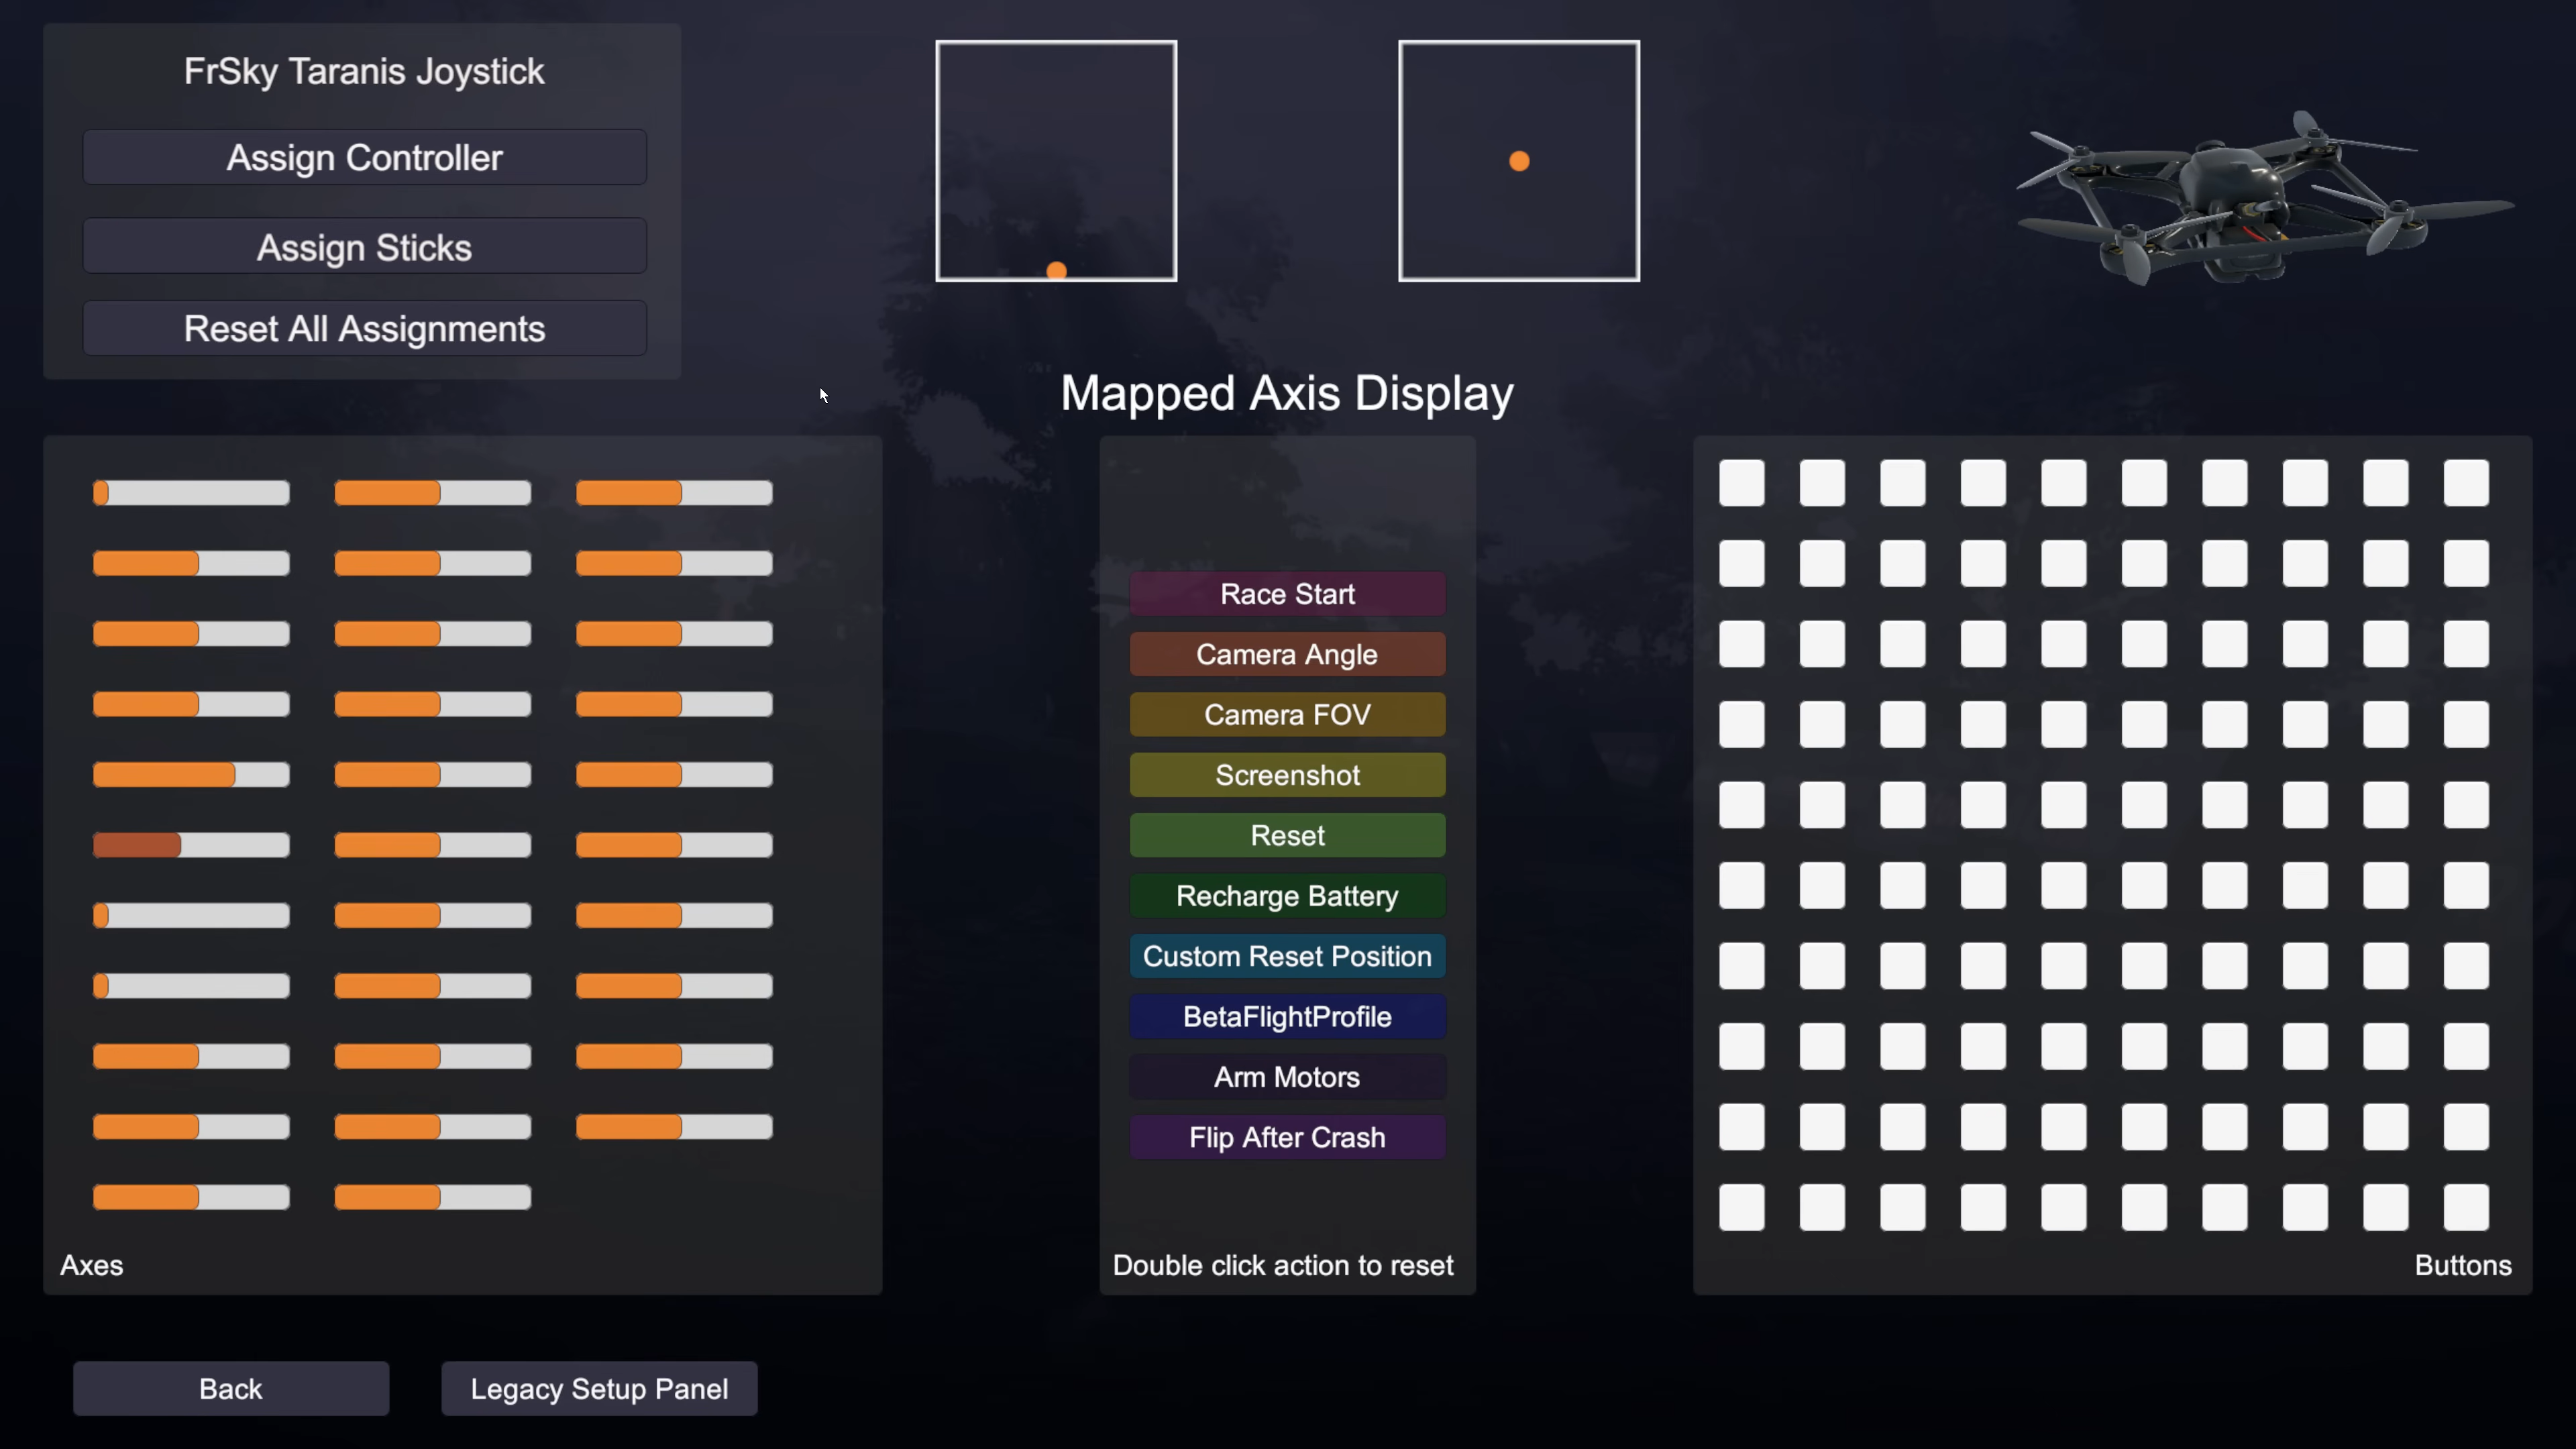 FrSky Taranis Joystick
Assign Controller
Assign Sticks
Reset All Assignments
Mapped Axis Display
Race Start
Camera Angle
Camera FOV
Screenshot
Reset
Recharge Battery
Custom Reset Position
BetaFlightProfile
Arm Motors
Flip After Crash
Axes
Double click action to reset
Buttons
Back
Legacy Setup Panel